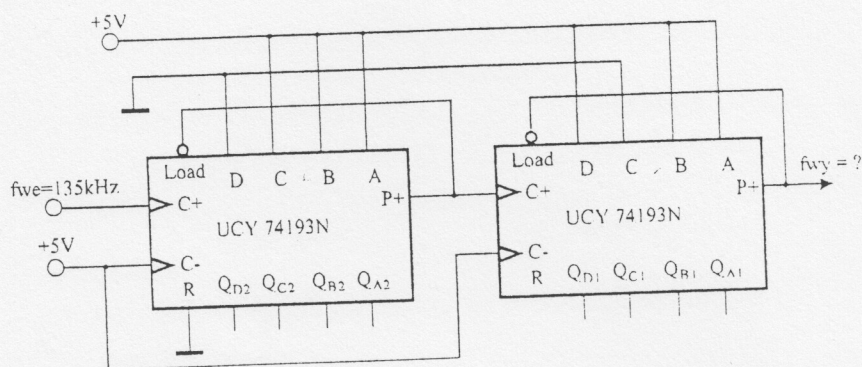 +5V
fwe=135kHz
+5V
Load
D
C
B
A
C+
P+
UCY 74193N
C-
R
QD2
QC2
QB2
QA2
Load
D
C
B
A
C+
P+
UCY 74193N
C-
R
QD1
QC1
QB1
QA1
fwy = ?